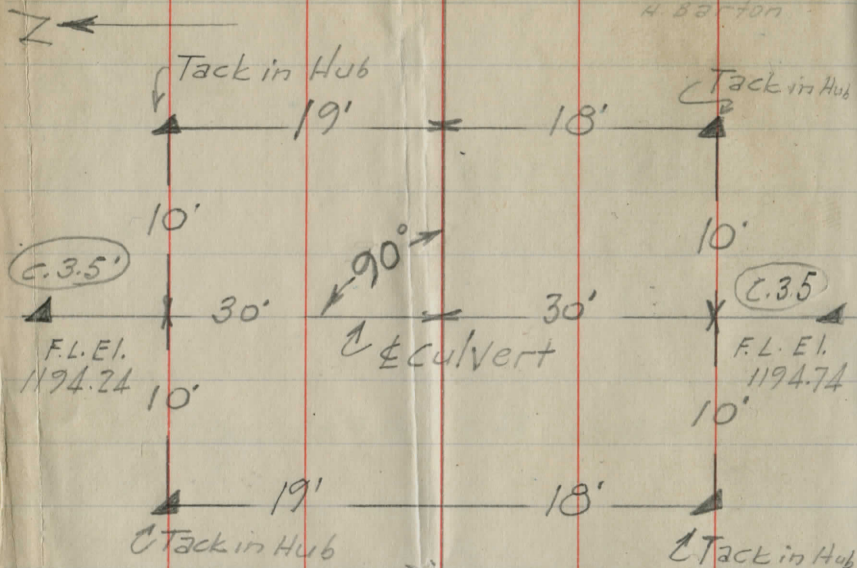 H. Barton
Z
Tack in Hub
Tack in Hub
19' 18'
10' 10'
90°
C.3.5' C.3.5
30' 30'
℄ Culvert
F.L. El. F.L. El.
1194.24 1194.74
10' 10'
19' 18'
Tack in Hub Tack in Hub